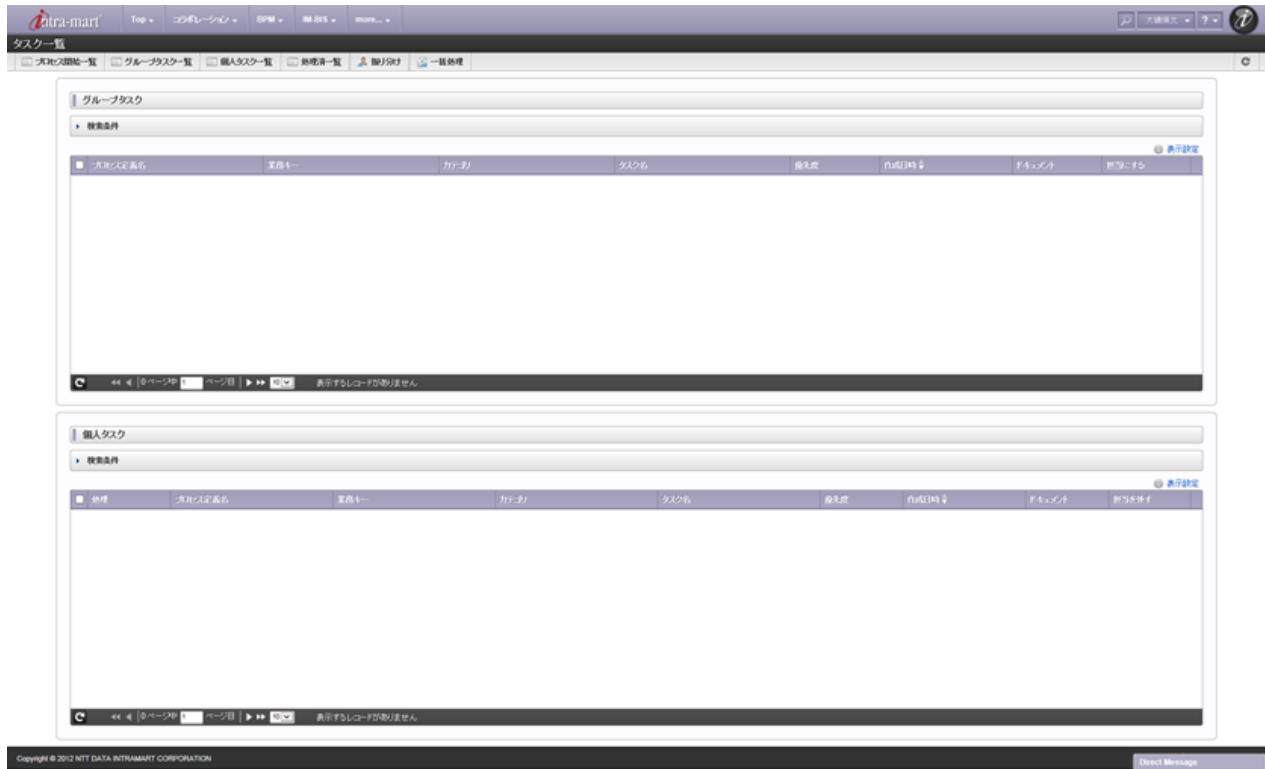 intra-mart Top コラボレーション BPM IM-BIS more... 大磯博文 ?
タスク一覧
プロセス開始一覧 グループタスク一覧 個人タスク一覧 処理済一覧 振り分け 一括処理
グループタスク
検索条件
表示設定
プロセス定義名 業務キー カテゴリ タスク名 優先度 作成日時 ドキュメント 担当にする
0ページ中 1 ページ目 10 表示するレコードがありません
個人タスク
検索条件
表示設定
処理 プロセス定義名 業務キー カテゴリ タスク名 優先度 作成日時 ドキュメント 担当を外す
0ページ中 1 ページ目 10 表示するレコードがありません
Copyright © 2012 NTT DATA INTRAMART CORPORATION
Direct Message